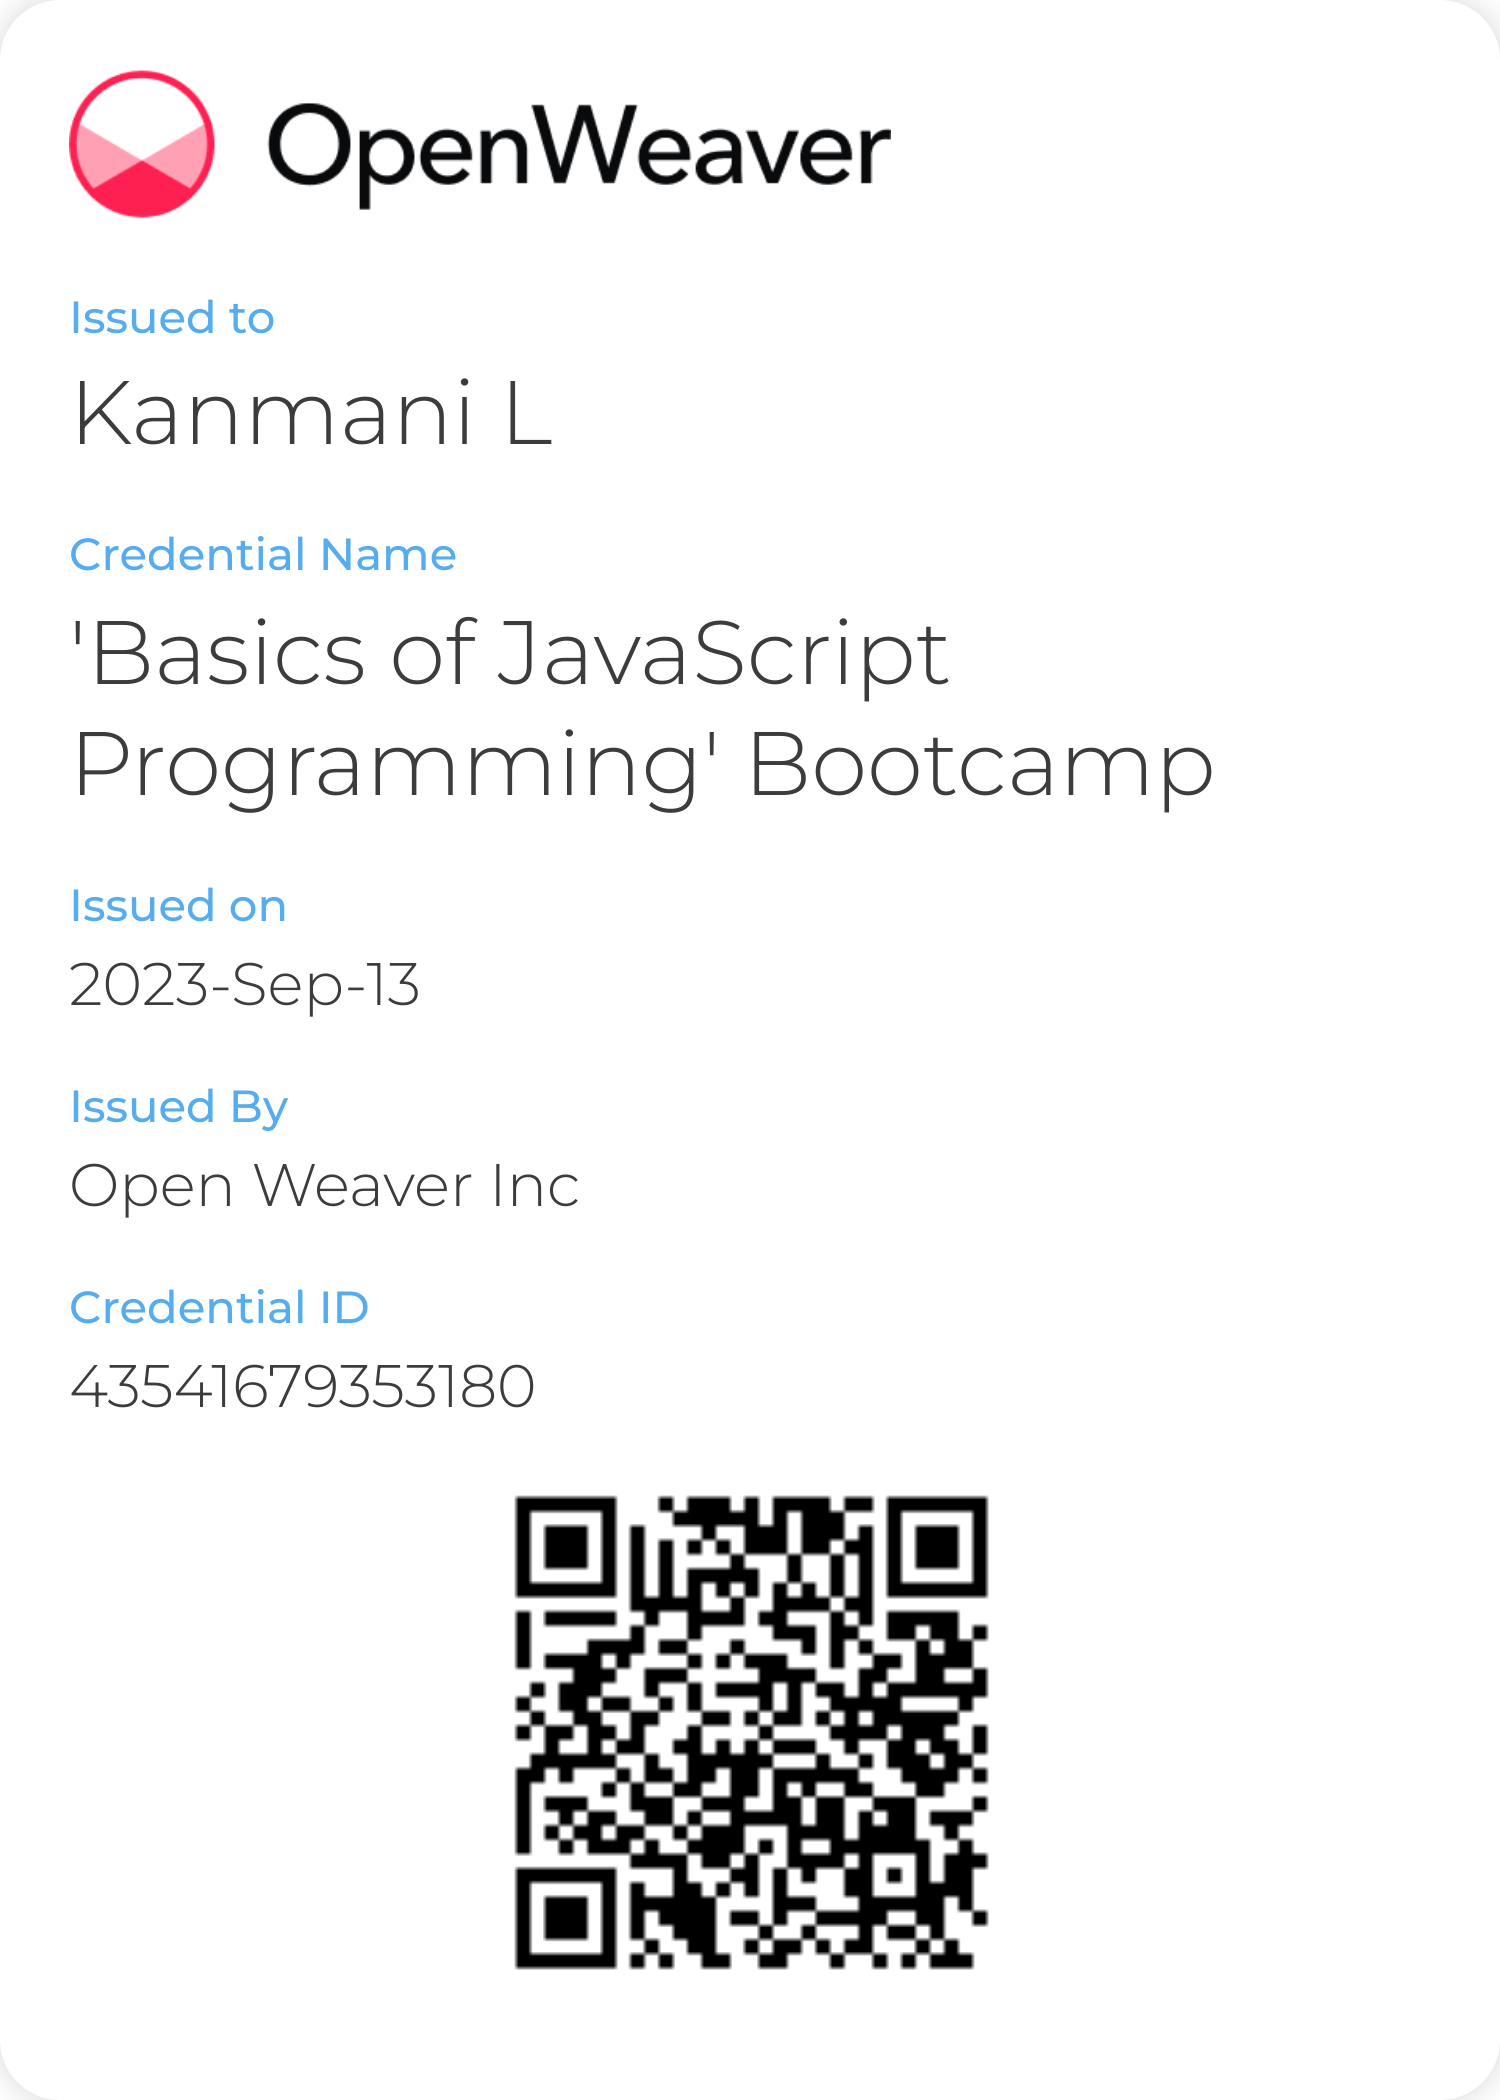 OpenWeaver
Issued to
Kanmani L
Credential Name
'Basics of JavaScript
Programming' Bootcamp
Issued on
2023-Sep-13
Issued By
Open Weaver Inc
Credential ID
43541679353180